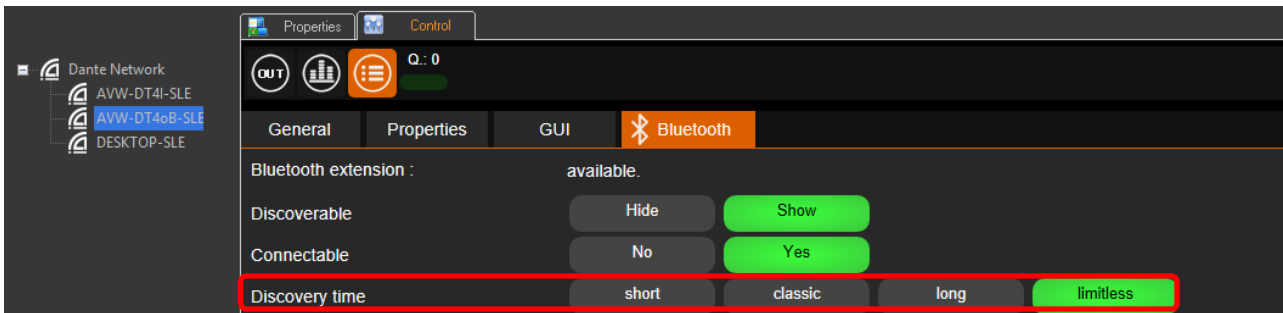 Properties Control
Dante Network
AVW-DT4I-SLE
AVW-DT4oB-SLE
DESKTOP-SLE
OUT Q.: 0
General Properties GUI Bluetooth
Bluetooth extension : available.
Discoverable Hide Show
Connectable No Yes
Discovery time short classic long limitless